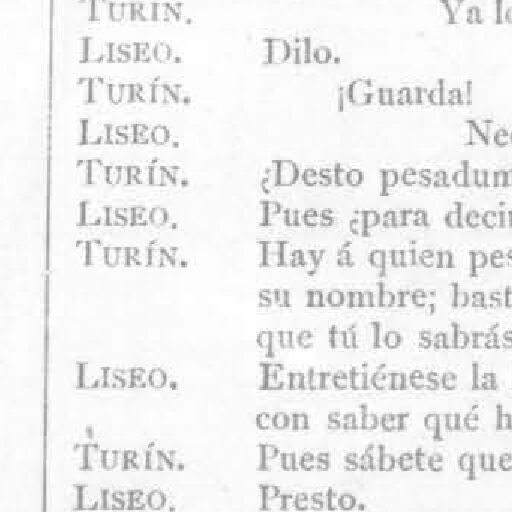 TURÍN. Ya lo
LISEO. Dilo.
TURÍN. ¡Guarda!
LISEO. Nec
TURÍN. ¿Desto pesadum
LISEO. Pues ¿para decir
TURÍN. Hay á quien pes
su nombre; bast
que tú lo sabrás
LISEO. Entretiénese la
con saber qué h
TURÍN. Pues sábete que
LISEO. Presto.